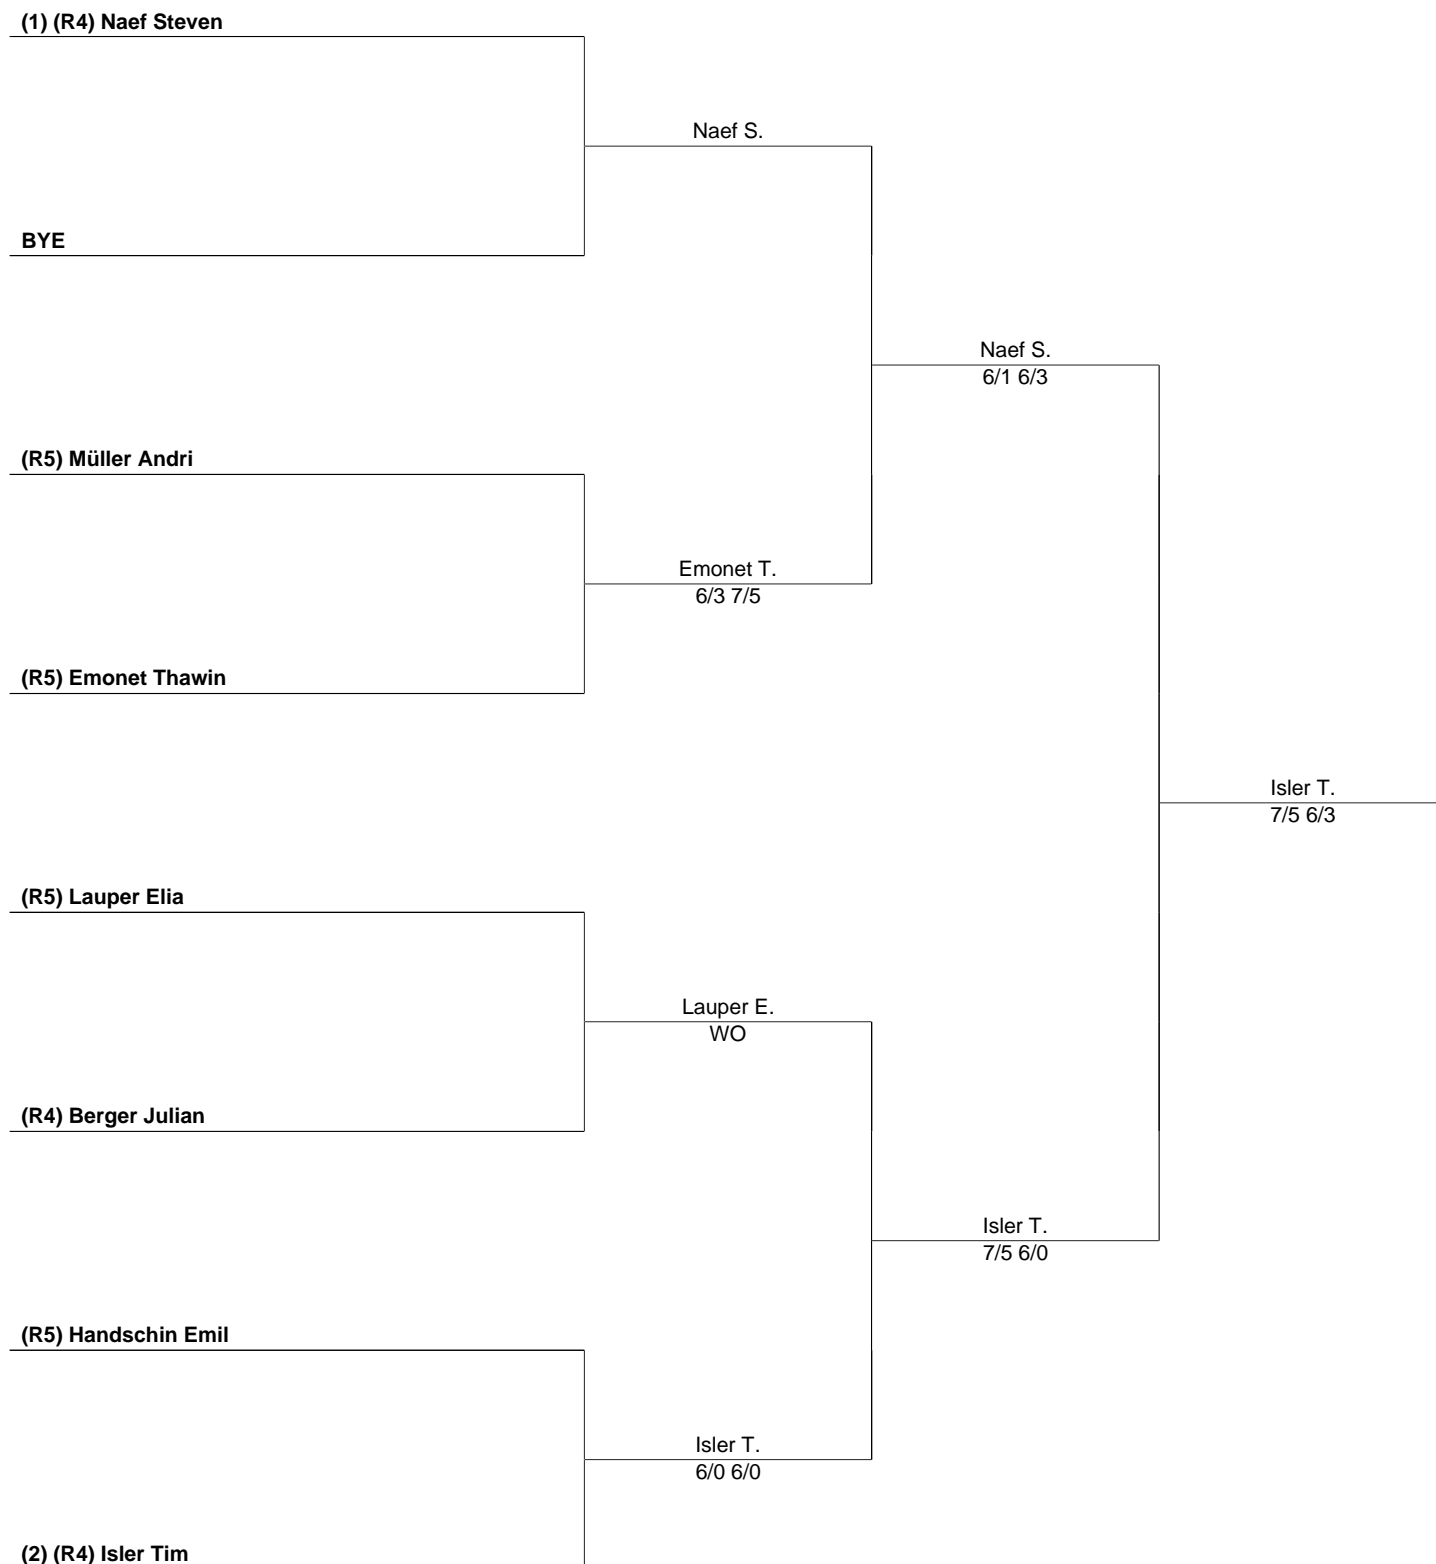 (1) (R4) Naef Steven
Naef S.
BYE
Naef S.
6/1 6/3
(R5) Müller Andri
Emonet T.
6/3 7/5
(R5) Emonet Thawin
Isler T.
7/5 6/3
(R5) Lauper Elia
Lauper E.
WO
(R4) Berger Julian
Isler T.
7/5 6/0
(R5) Handschin Emil
Isler T.
6/0 6/0
(2) (R4) Isler Tim